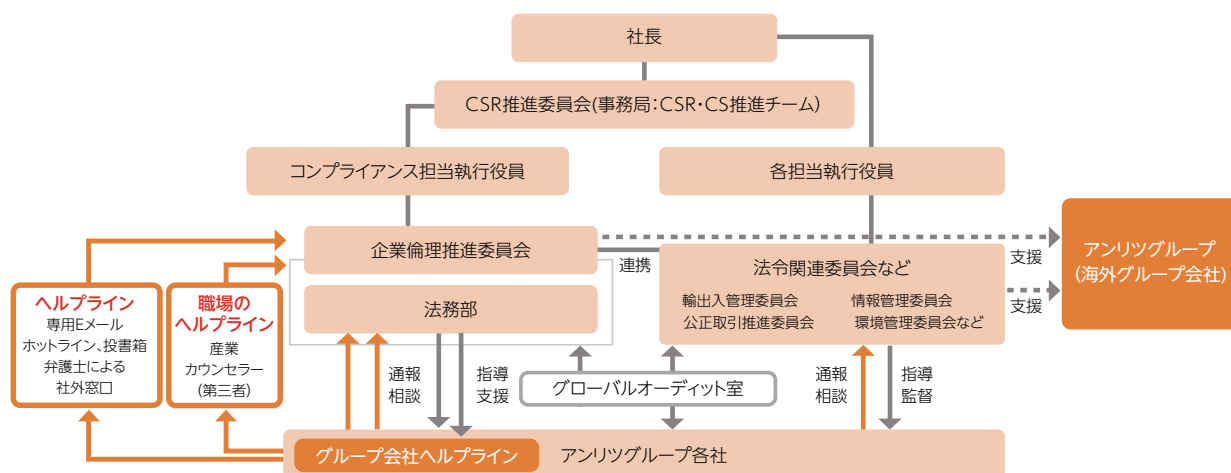 社長
CSR推進委員会(事務局:CSR・CS推進チーム)
コンプライアンス担当執行役員
各担当執行役員
企業倫理推進委員会
連携
法令関連委員会など
輸出入管理委員会
情報管理委員会
公正取引推進委員会
環境管理委員会など
支援
支援
アンリツグループ
(海外グループ会社)
法務部
ヘルプライン
専用Eメール
ホットライン、投書箱
弁護士による
社外窓口
職場の
ヘルプライン
産業
カウンセラー
(第三者)
通報
相談
指導
支援
グローバルオーディット室
通報
相談
指導
監督
グループ会社ヘルプライン
アンリツグループ各社